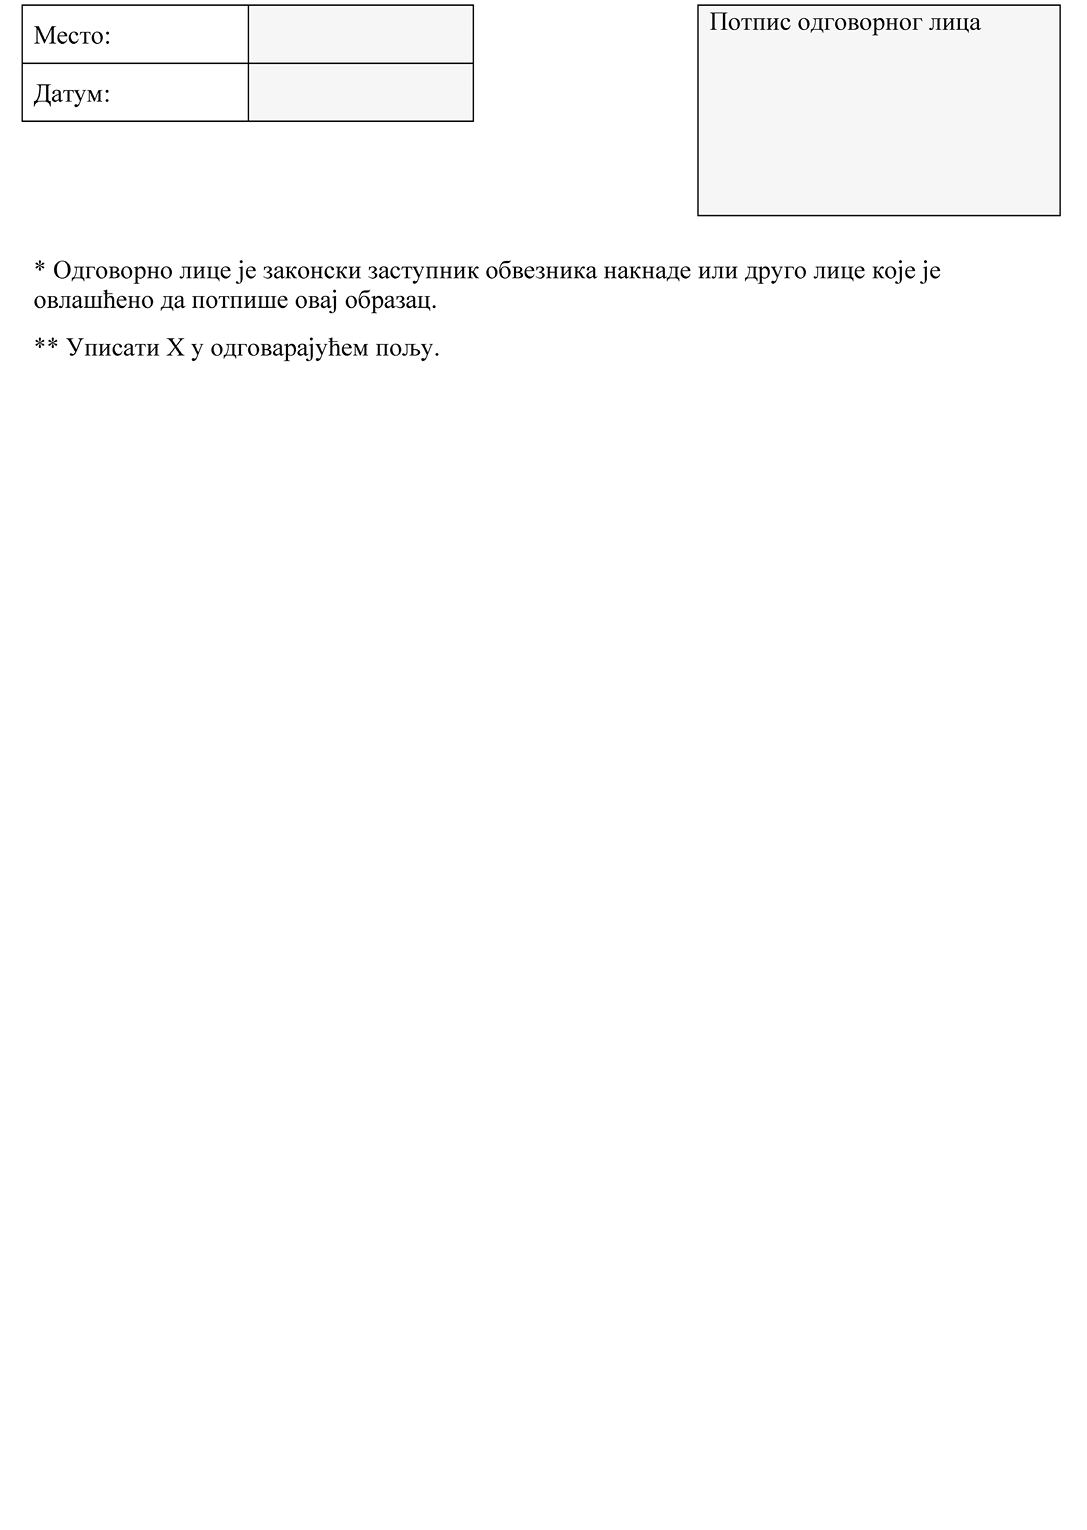 Место:
Датум:
Потпис одговорног лица
* Одговорно лице је законски заступник обвезника накнаде или друго лице које је
овлашћено да потпише овај образац.
** Уписати X у одговарајућем пољу.